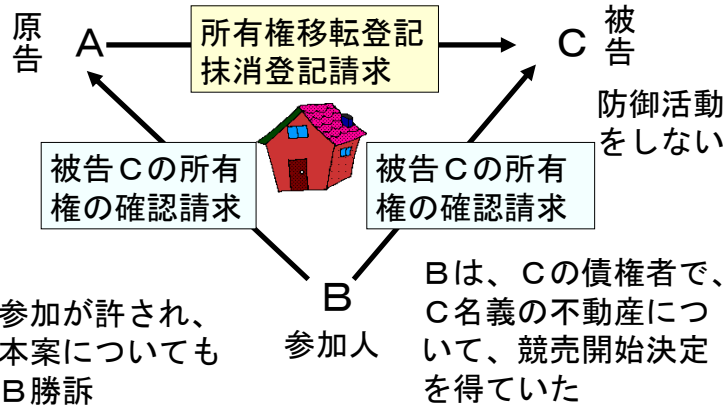 原告
A
所有権移転登記
抹消登記請求
C
被告
防御活動
をしない
被告Cの所有
権の確認請求
被告Cの所有
権の確認請求
B
参加人
参加が許され、
本案についても
B勝訴
Bは、Cの債権者で、
C名義の不動産につ
いて、競売開始決定
を得ていた